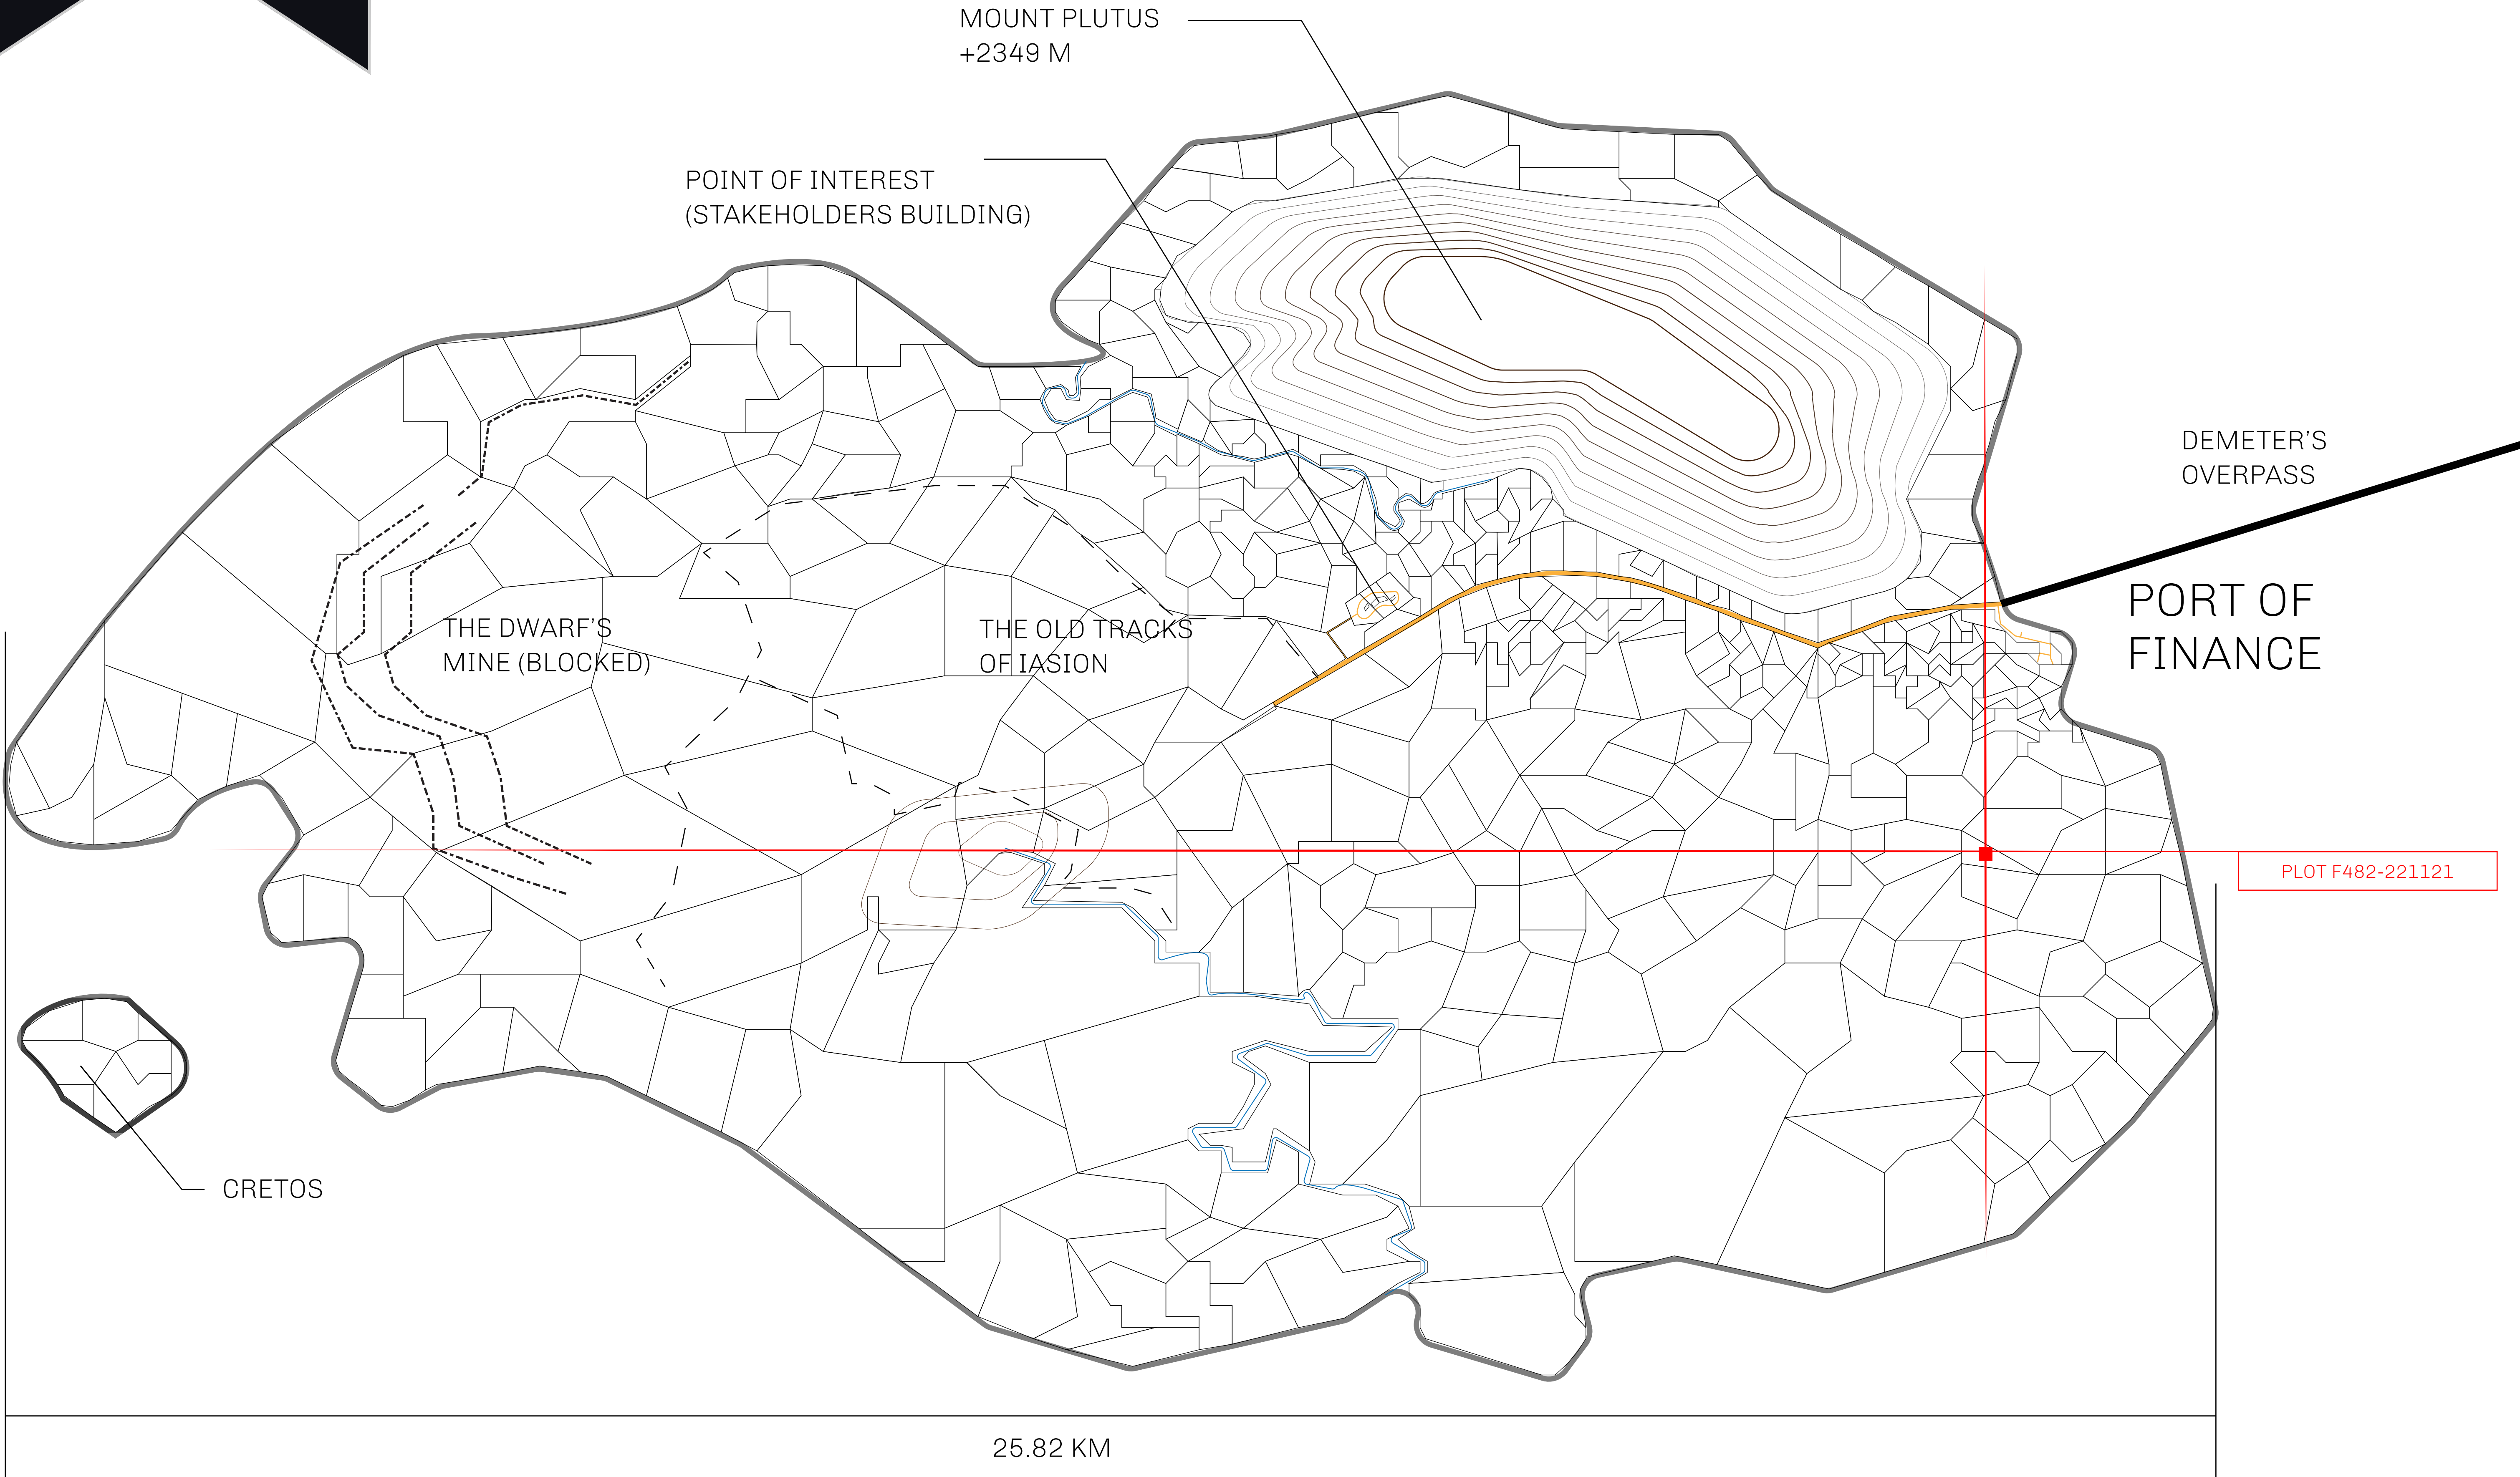 MOUNT PLUTUS
+2349 M
POINT OF INTEREST
(STAKEHOLDERS BUILDING)
DEMETER'S
OVERPASS
PORT OF
FINANCE
THE DWARF'S
MINE (BLOCKED)
THE OLD TRACKS
OF IASION
PLOT F482-221121
CRETOS
25.82 KM